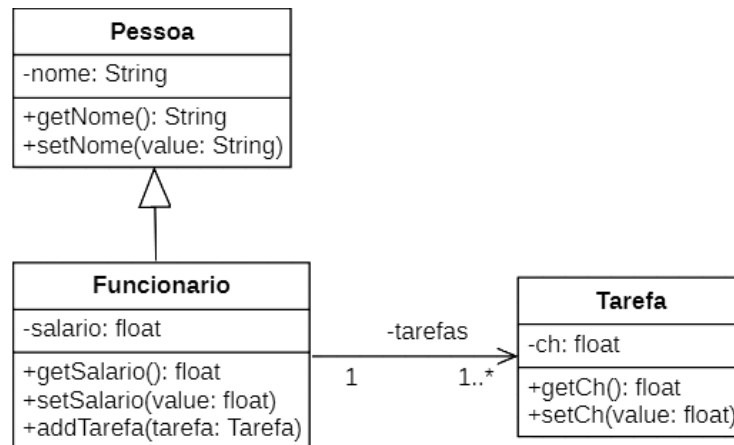 Pessoa
-nome: String
+getNome(): String
+setNome(value: String)
Funcionario
-salario: float
+getSalario(): float
+setSalario(value: float)
+addTarefa(tarefa: Tarefa)
-tarefas
1
1..*
Tarefa
-ch: float
+getCh(): float
+setCh(value: float)